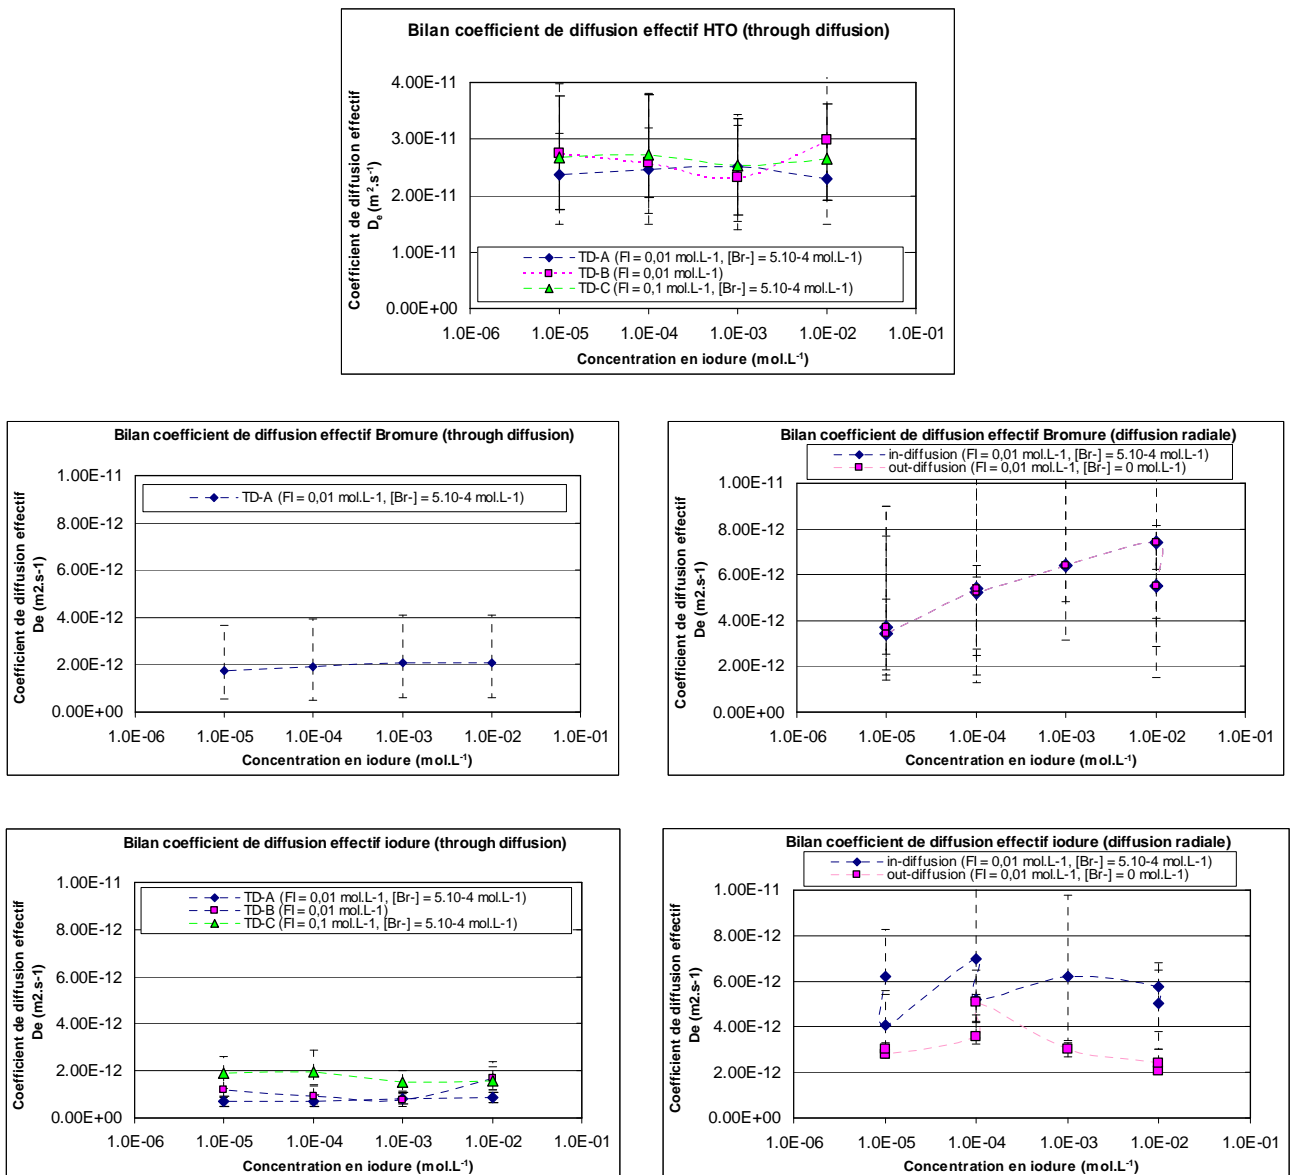 Bilan coefficient de diffusion effectif HTO (through diffusion)
Coefficient de diffusion effectif
De (m².s-1)
4.00E-11
3.00E-11
2.00E-11
1.00E-11
0.00E+00
TD-A (FI = 0,01 mol.L-1, [Br-] = 5.10-4 mol.L-1)
TD-B (FI = 0,01 mol.L-1)
TD-C (FI = 0,1 mol.L-1, [Br-] = 5.10-4 mol.L-1)
1.0E-06 1.0E-05 1.0E-04 1.0E-03 1.0E-02 1.0E-01
Concentration en iodure (mol.L-1)
Bilan coefficient de diffusion effectif Bromure (through diffusion)
Coefficient de diffusion effectif
De (m2.s-1)
1.00E-11
8.00E-12
6.00E-12
4.00E-12
2.00E-12
0.00E+00
TD-A (FI = 0,01 mol.L-1, [Br-] = 5.10-4 mol.L-1)
1.0E-06 1.0E-05 1.0E-04 1.0E-03 1.0E-02 1.0E-01
Concentration en iodure (mol.L-1)
Bilan coefficient de diffusion effectif Bromure (diffusion radiale)
in-diffusion (FI = 0,01 mol.L-1, [Br-] = 5.10-4 mol.L-1)
out-diffusion (FI = 0,01 mol.L-1, [Br-] = 0 mol.L-1)
Coefficient de diffusion effectif
De (m2.s-1)
1.00E-11
8.00E-12
6.00E-12
4.00E-12
2.00E-12
0.00E+00
1.0E-06 1.0E-05 1.0E-04 1.0E-03 1.0E-02 1.0E-01
Concentration en iodure (mol.L-1)
Bilan coefficient de diffusion effectif iodure (through diffusion)
Coefficient de diffusion effectif
De (m2.s-1)
1.00E-11
8.00E-12
6.00E-12
4.00E-12
2.00E-12
0.00E+00
TD-A (FI = 0,01 mol.L-1, [Br-] = 5.10-4 mol.L-1)
TD-B (FI = 0,01 mol.L-1)
TD-C (FI = 0,1 mol.L-1, [Br-] = 5.10-4 mol.L-1)
1.0E-06 1.0E-05 1.0E-04 1.0E-03 1.0E-02 1.0E-01
Concentration en iodure (mol.L-1)
Bilan coefficient de diffusion effectif iodure (diffusion radiale)
in-diffusion (FI = 0,01 mol.L-1, [Br-] = 5.10-4 mol.L-1)
out-diffusion (FI = 0,01 mol.L-1, [Br-] = 0 mol.L-1)
Coefficient de diffusion effectif
De (m2.s-1)
1.00E-11
8.00E-12
6.00E-12
4.00E-12
2.00E-12
0.00E+00
1.0E-06 1.0E-05 1.0E-04 1.0E-03 1.0E-02 1.0E-01
Concentration en iodure (mol.L-1)